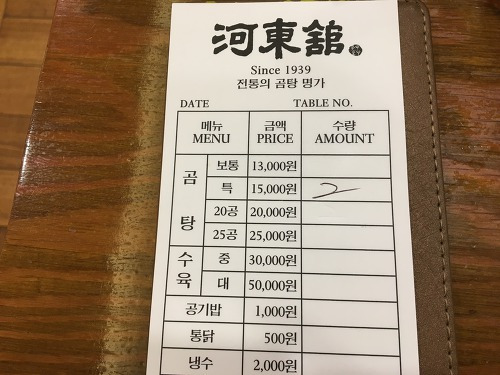 河東館
Since 1939
전통의 곰탕 명가
DATE TABLE NO.
메뉴 MENU 금액 PRICE 수량 AMOUNT
곰탕 보통 13,000원
특 15,000원 2
20공 20,000원
25공 25,000원
수육 중 30,000원
대 50,000원
공기밥 1,000원
통닭 500원
냉수 2,000원